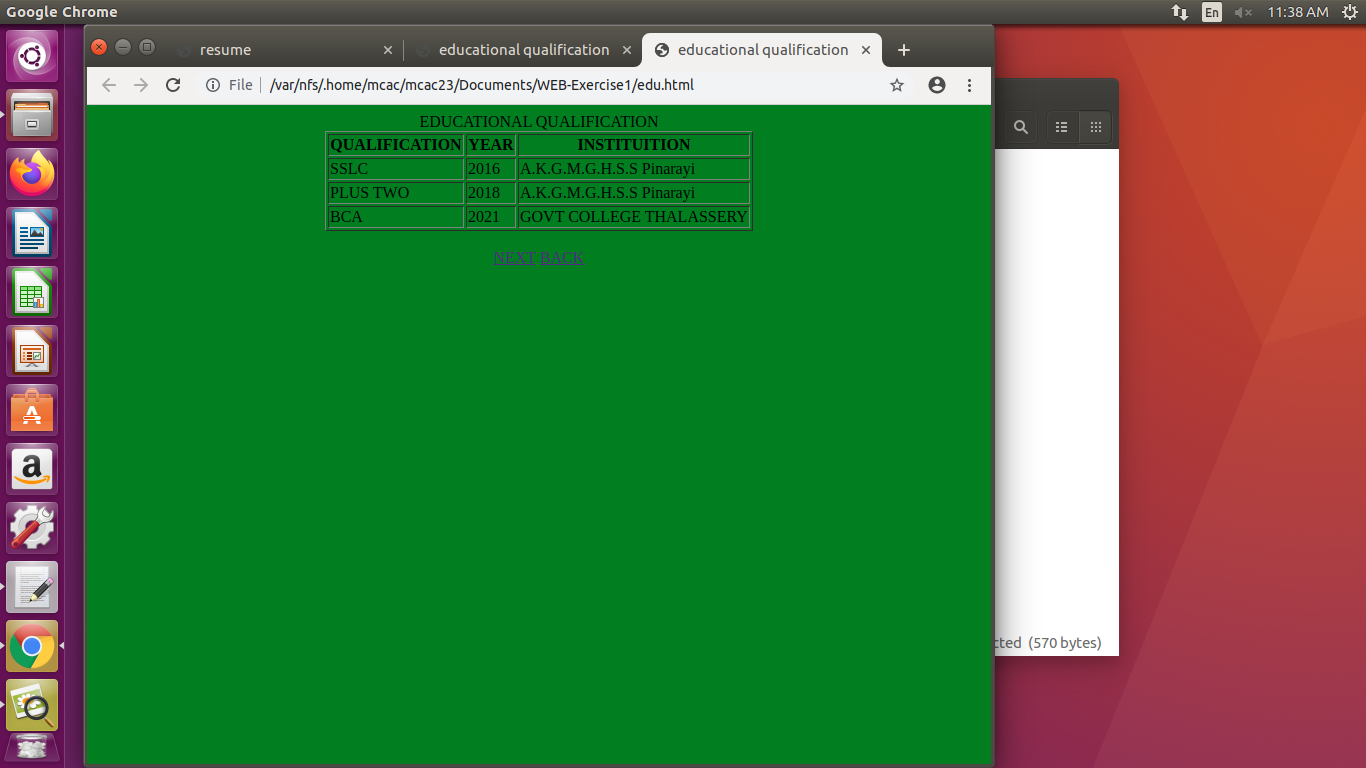 Google Chrome
En
11:38 AM
resume
educational qualification
educational qualification
File
/var/nfs/.home/mcac/mcac23/Documents/WEB-Exercise1/edu.html
EDUCATIONAL QUALIFICATION
QUALIFICATION YEAR INSTITUITION
SSLC 2016 A.K.G.M.G.H.S.S Pinarayi
PLUS TWO 2018 A.K.G.M.G.H.S.S Pinarayi
BCA 2021 GOVT COLLEGE THALASSERY
NEXT BACK
cted (570 bytes)